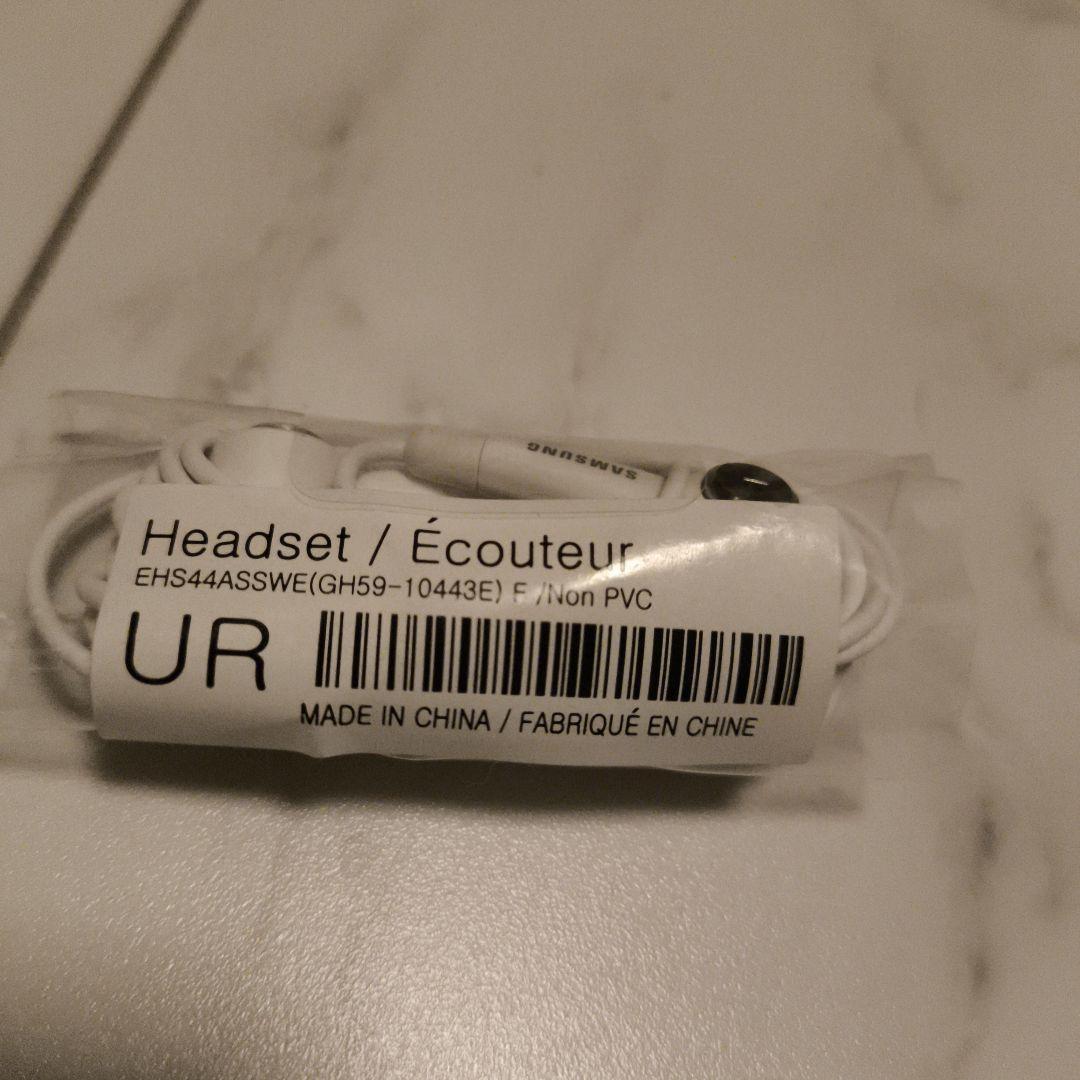 SAMSUNG
Headset / Écouteur
EHS44ASSWE(GH59-10443E) E /Non PVC
UR
MADE IN CHINA / FABRIQUÉ EN CHINE